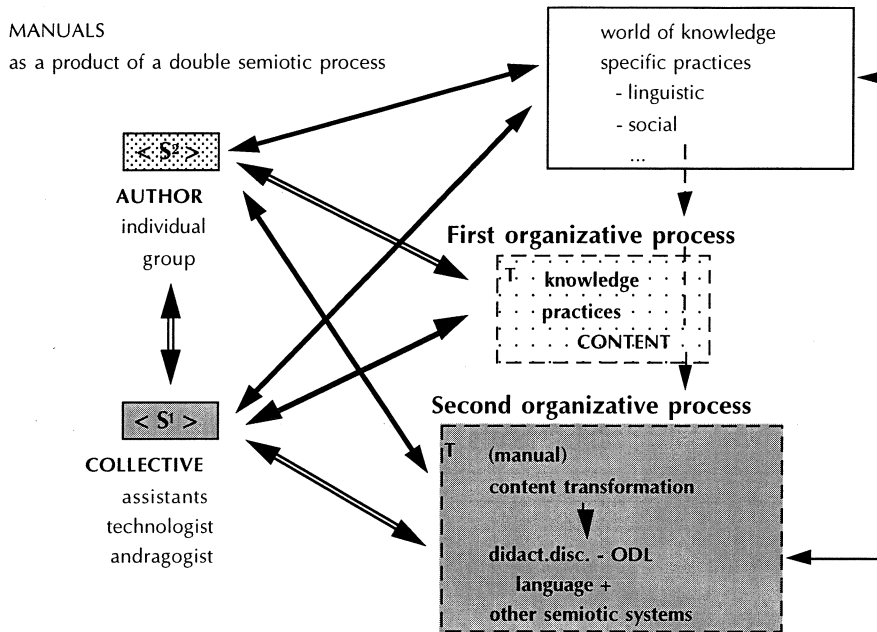 MANUALS
as a product of a double semiotic process
world of knowledge
specific practices
- linguistic
- social
...
< S² >
AUTHOR
individual
group
First organizative process
T knowledge
practices
CONTENT
< S¹ >
COLLECTIVE
assistants
technologist
andragogist
Second organizative process
T (manual)
content transformation
didact.disc. - ODL
language +
other semiotic systems